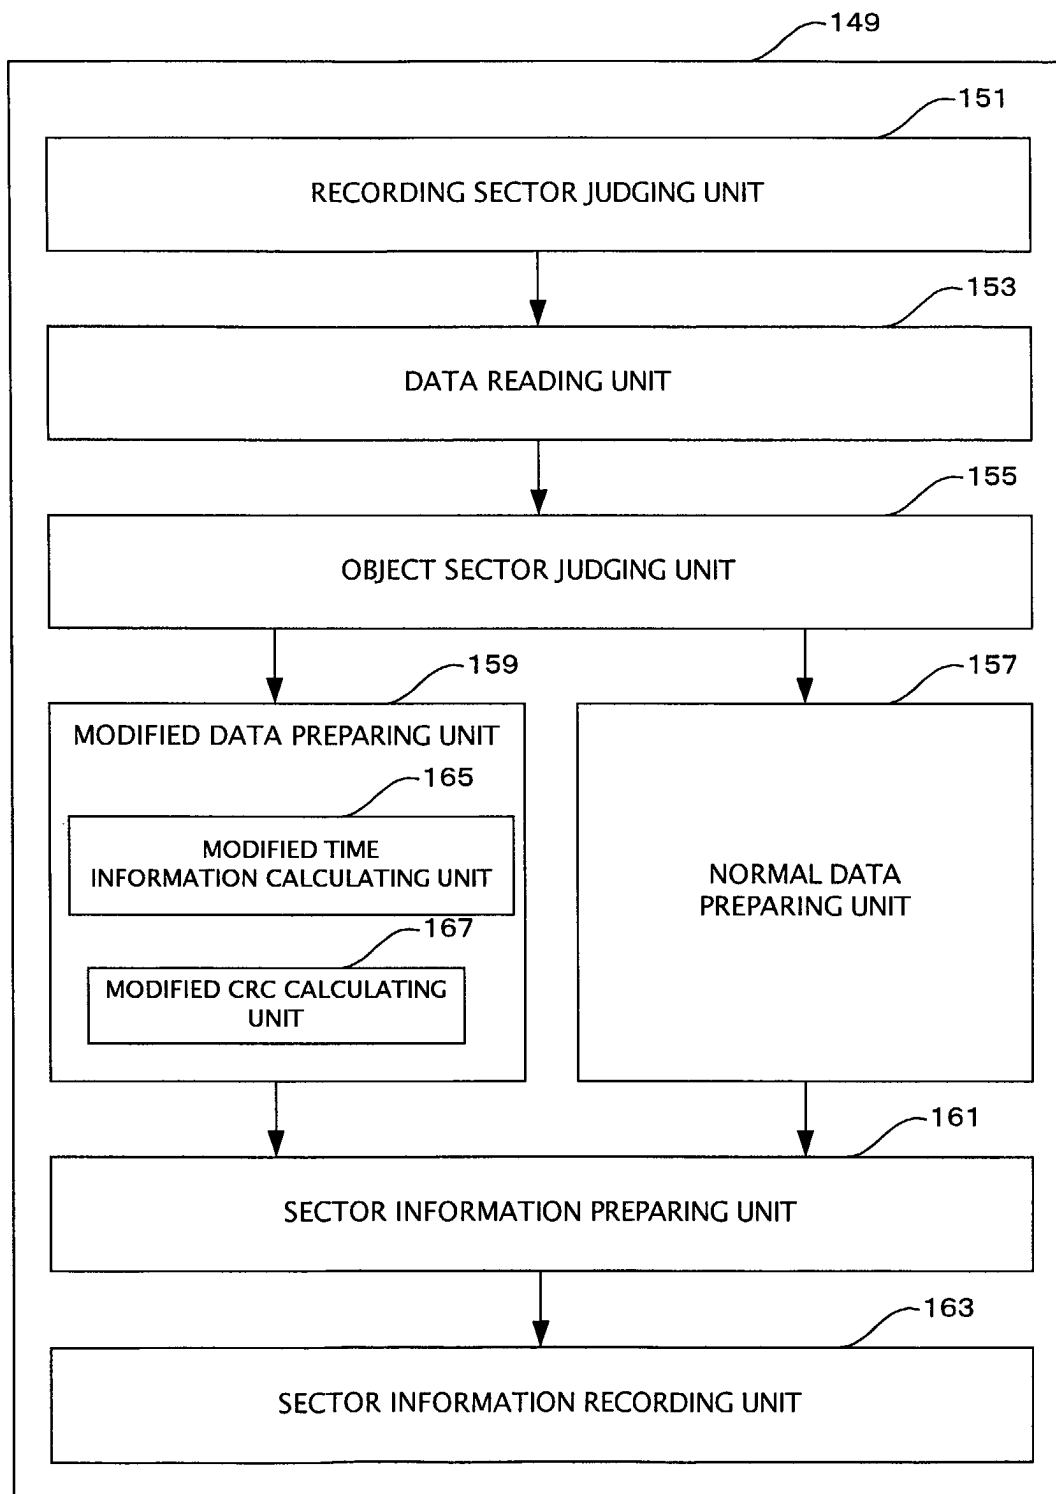 149
151
RECORDING SECTOR JUDGING UNIT
153
DATA READING UNIT
155
OBJECT SECTOR JUDGING UNIT
159
MODIFIED DATA PREPARING UNIT
165
MODIFIED TIME
INFORMATION CALCULATING UNIT
167
MODIFIED CRC CALCULATING
UNIT
157
NORMAL DATA
PREPARING UNIT
161
SECTOR INFORMATION PREPARING UNIT
163
SECTOR INFORMATION RECORDING UNIT